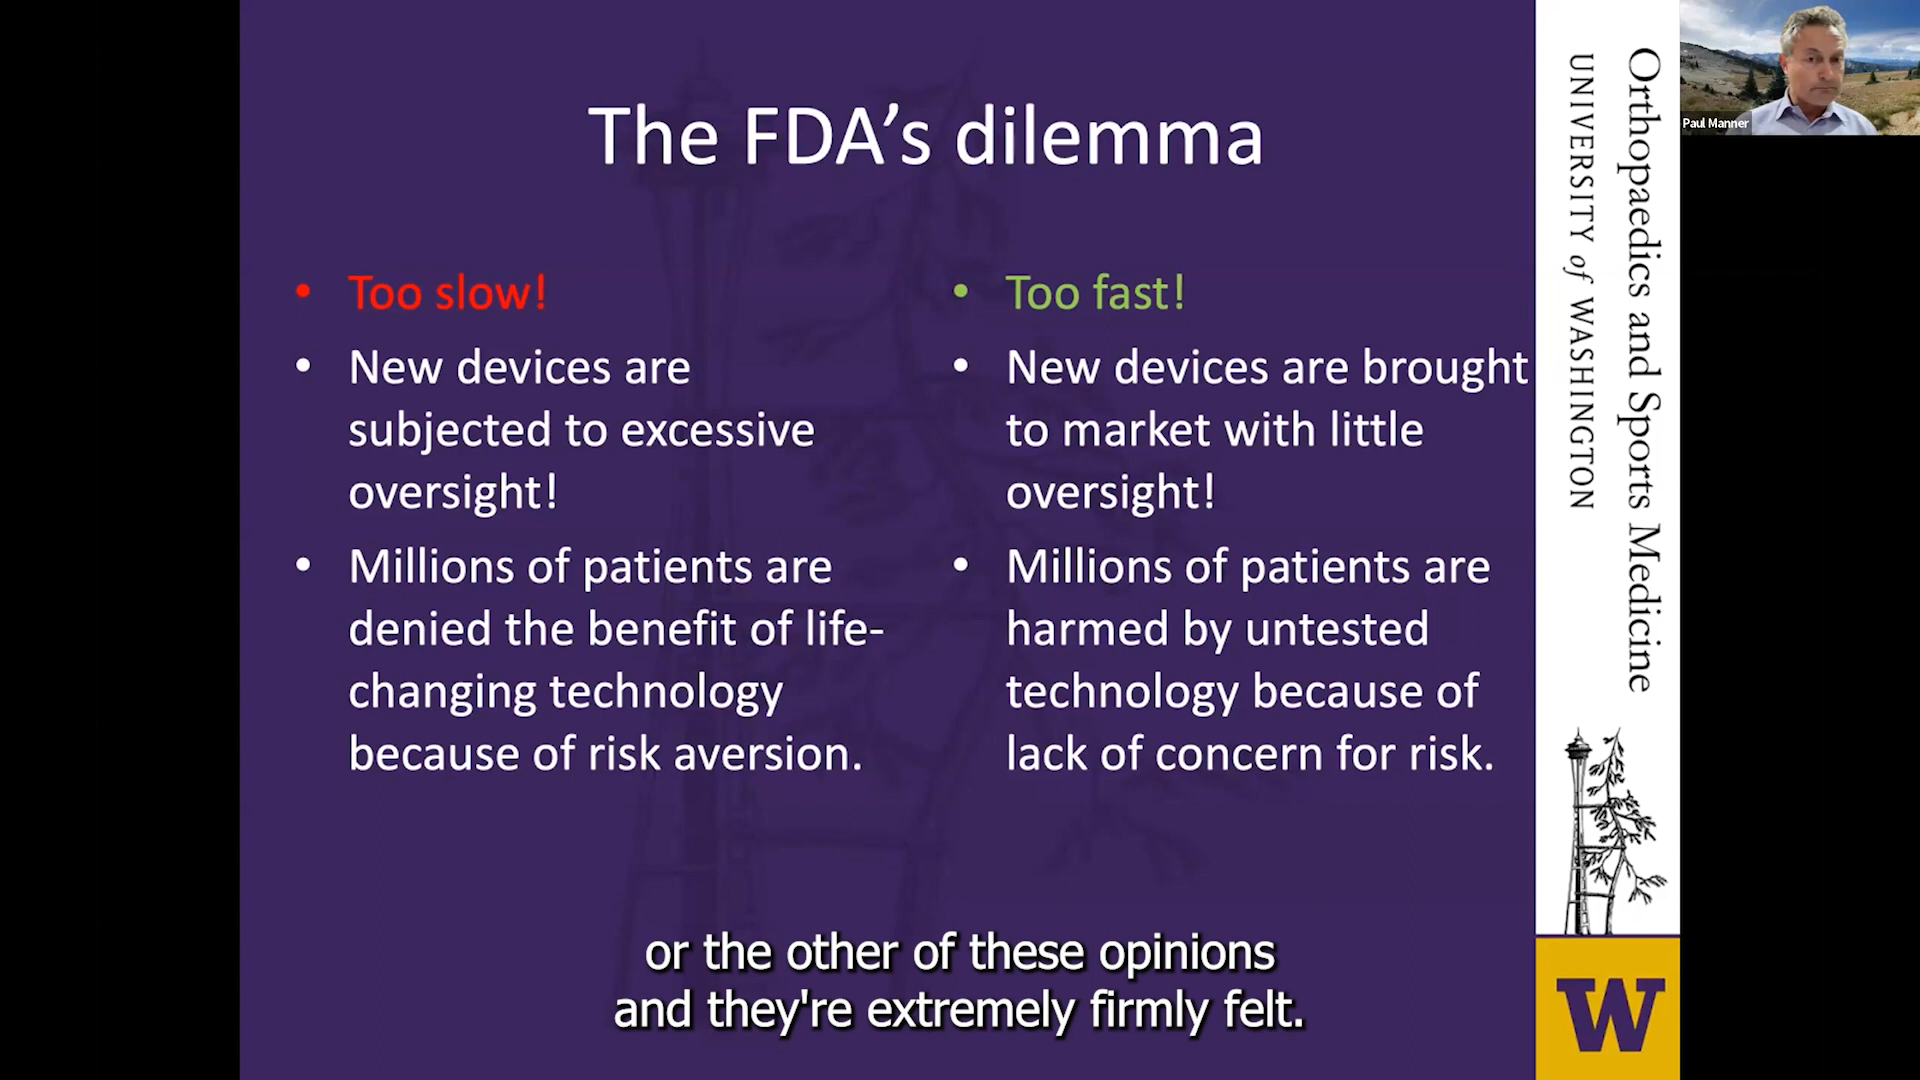 The FDA's dilemma
• Too slow!
• New devices are
subjected to excessive
oversight!
• Millions of patients are
denied the benefit of life-
changing technology
because of risk aversion.
• Too fast!
• New devices are brought
to market with little
oversight!
• Millions of patients are
harmed by untested
technology because of
lack of concern for risk.
or the other of these opinions
and they're extremely firmly felt.
Orthopaedics and Sports Medicine
UNIVERSITY of WASHINGTON
W
Paul Manner